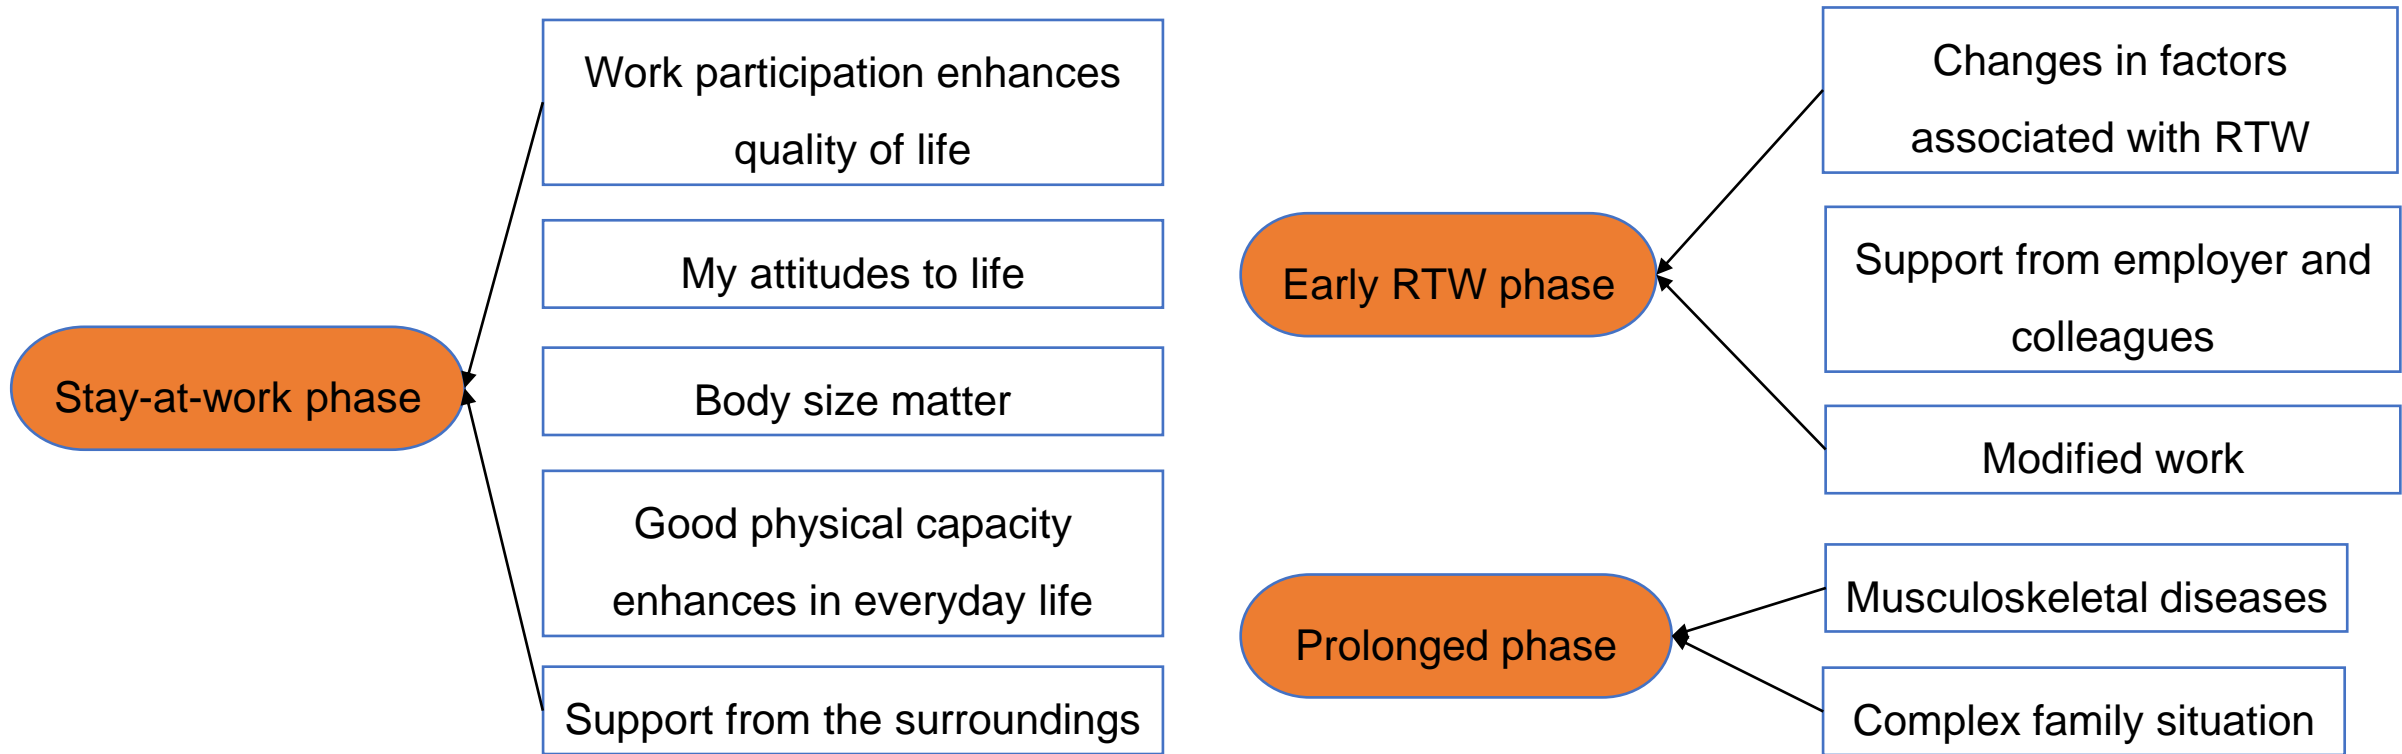 Work participation enhances
quality of life
My attitudes to life
Body size matter
Good physical capacity
enhances in everyday life
Support from the surroundings
Stay-at-work phase
Changes in factors
associated with RTW
Support from employer and
colleagues
Modified work
Early RTW phase
Musculoskeletal diseases
Complex family situation
Prolonged phase